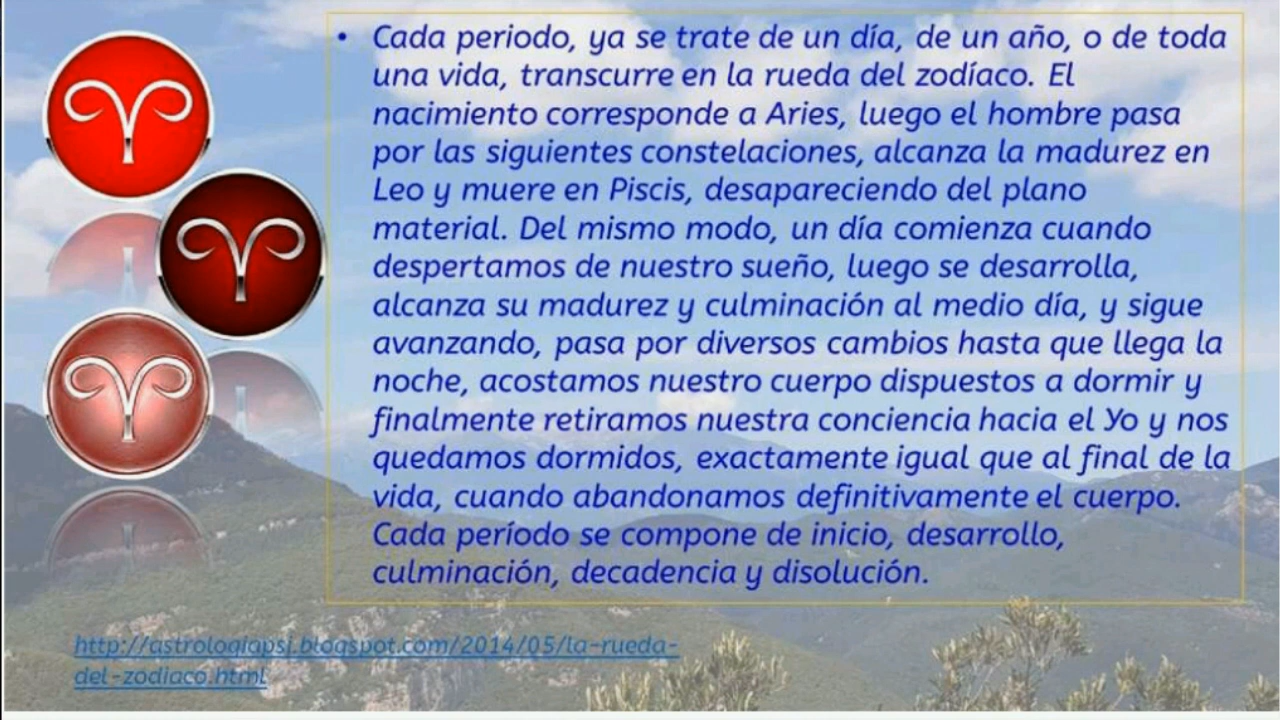 • Cada periodo, ya se trate de un día, de un año, o de toda
una vida, transcurre en la rueda del zodíaco. El
nacimiento corresponde a Aries, luego el hombre pasa
por las siguientes constelaciones, alcanza la madurez en
Leo y muere en Piscis, desapareciendo del plano
material. Del mismo modo, un día comienza cuando
despertamos de nuestro sueño, luego se desarrolla,
alcanza su madurez y culminación al medio día, y sigue
avanzando, pasa por diversos cambios hasta que llega la
noche, acostamos nuestro cuerpo dispuestos a dormir y
finalmente retiramos nuestra conciencia hacia el Yo y nos
quedamos dormidos, exactamente igual que al final de la
vida, cuando abandonamos definitivamente el cuerpo.
Cada período se compone de inicio, desarrollo,
culminación, decadencia y disolución.
http://astrologiapsi.blogspot.com/2014/05/la-rueda-
del-zodiaco.html